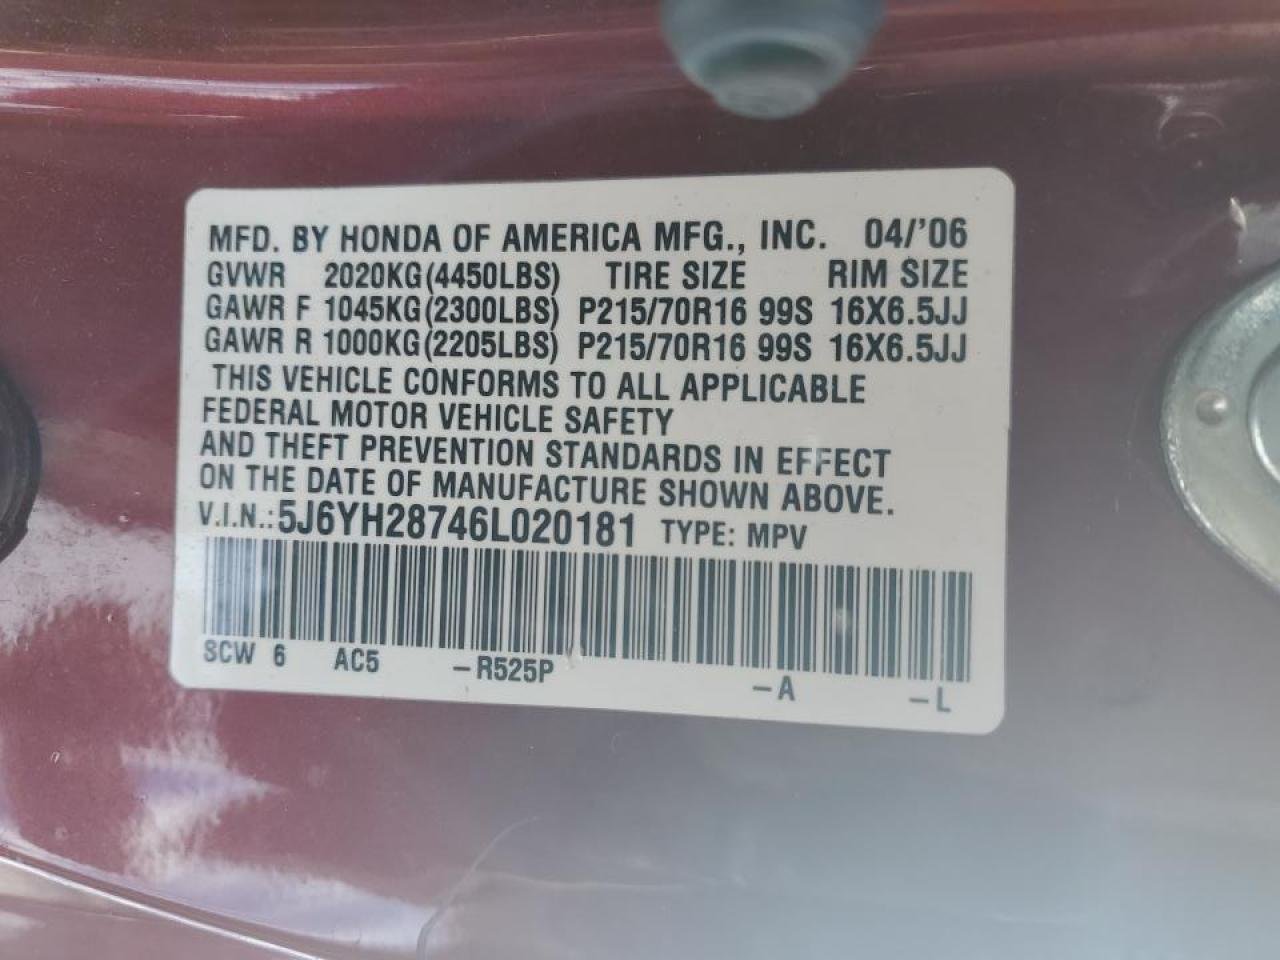 MFD. BY HONDA OF AMERICA MFG., INC. 04/'06
GVWR 2020KG(4450LBS) TIRE SIZE RIM SIZE
GAWR F 1045KG(2300LBS) P215/70R16 99S 16X6.5JJ
GAWR R 1000KG(2205LBS) P215/70R16 99S 16X6.5JJ
THIS VEHICLE CONFORMS TO ALL APPLICABLE
FEDERAL MOTOR VEHICLE SAFETY
AND THEFT PREVENTION STANDARDS IN EFFECT
ON THE DATE OF MANUFACTURE SHOWN ABOVE.
V.I.N.: 5J6YH28746L020181 TYPE: MPV
SCW 6 AC5 –R525P –A –L